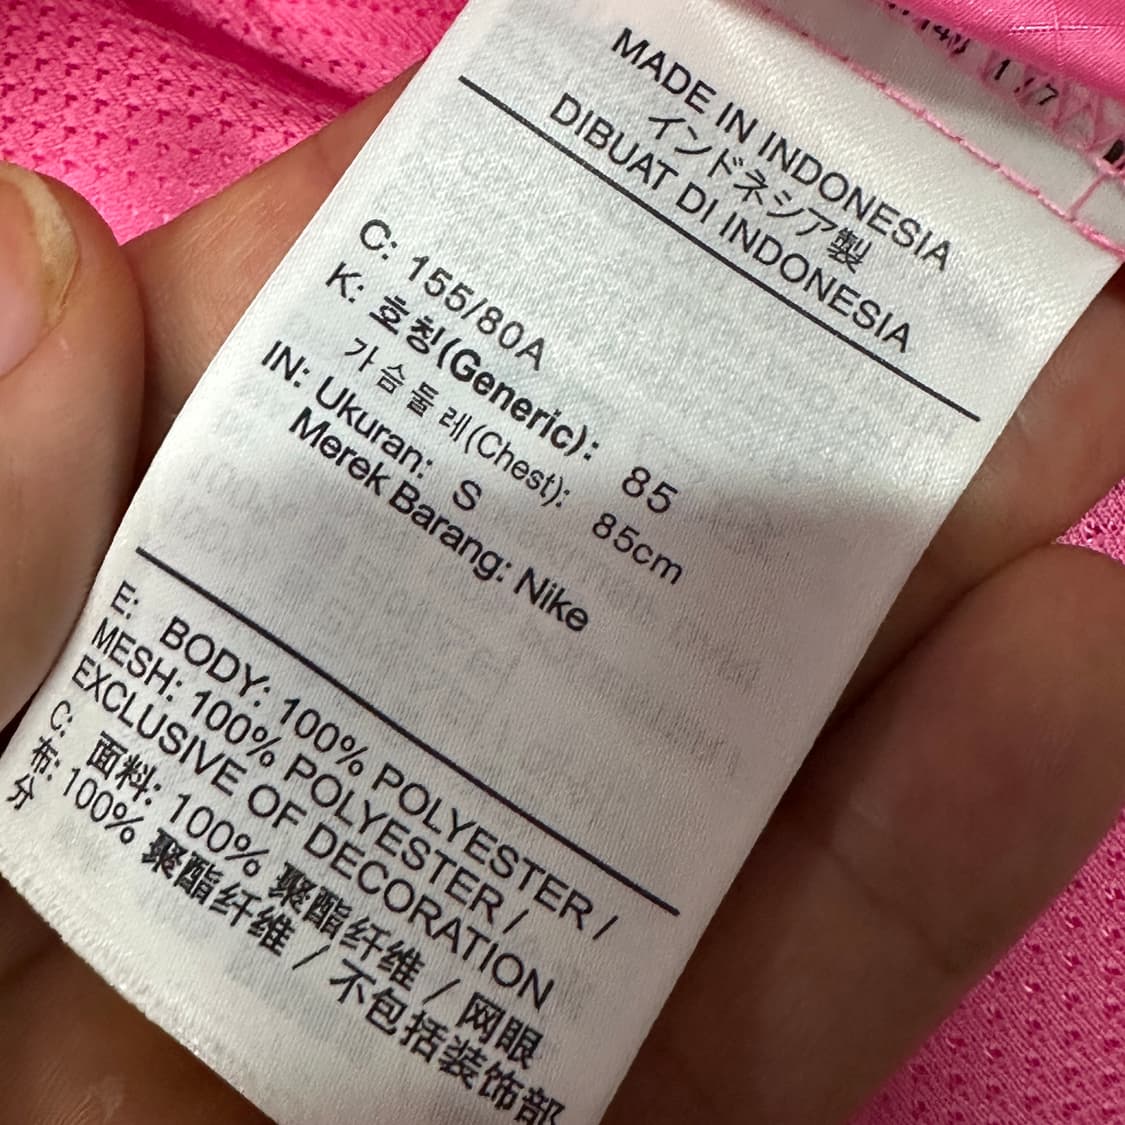 MADE IN INDONESIA
インドネシア製
DIBUAT DI INDONESIA
C: 155/80A
K: 호칭(Generic): 85
가슴둘레(Chest): 85cm
IN: Ukuran: S
Merek Barang: Nike
E: BODY: 100% POLYESTER /
MESH: 100% POLYESTER /
EXCLUSIVE OF DECORATION
C: 面料: 100% 聚酯纤维 / 网眼
布: 100% 聚酯纤维 / 不包括装饰部
分